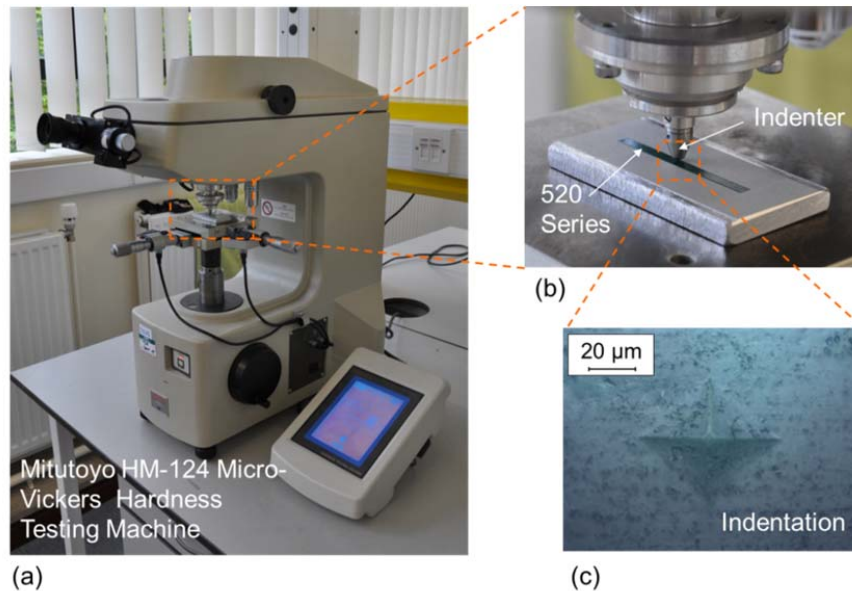 Mitutoyo HM-124 Micro-
Vickers Hardness
Testing Machine
(a)
Indenter
520
Series
(b)
20 µm
Indentation
(c)